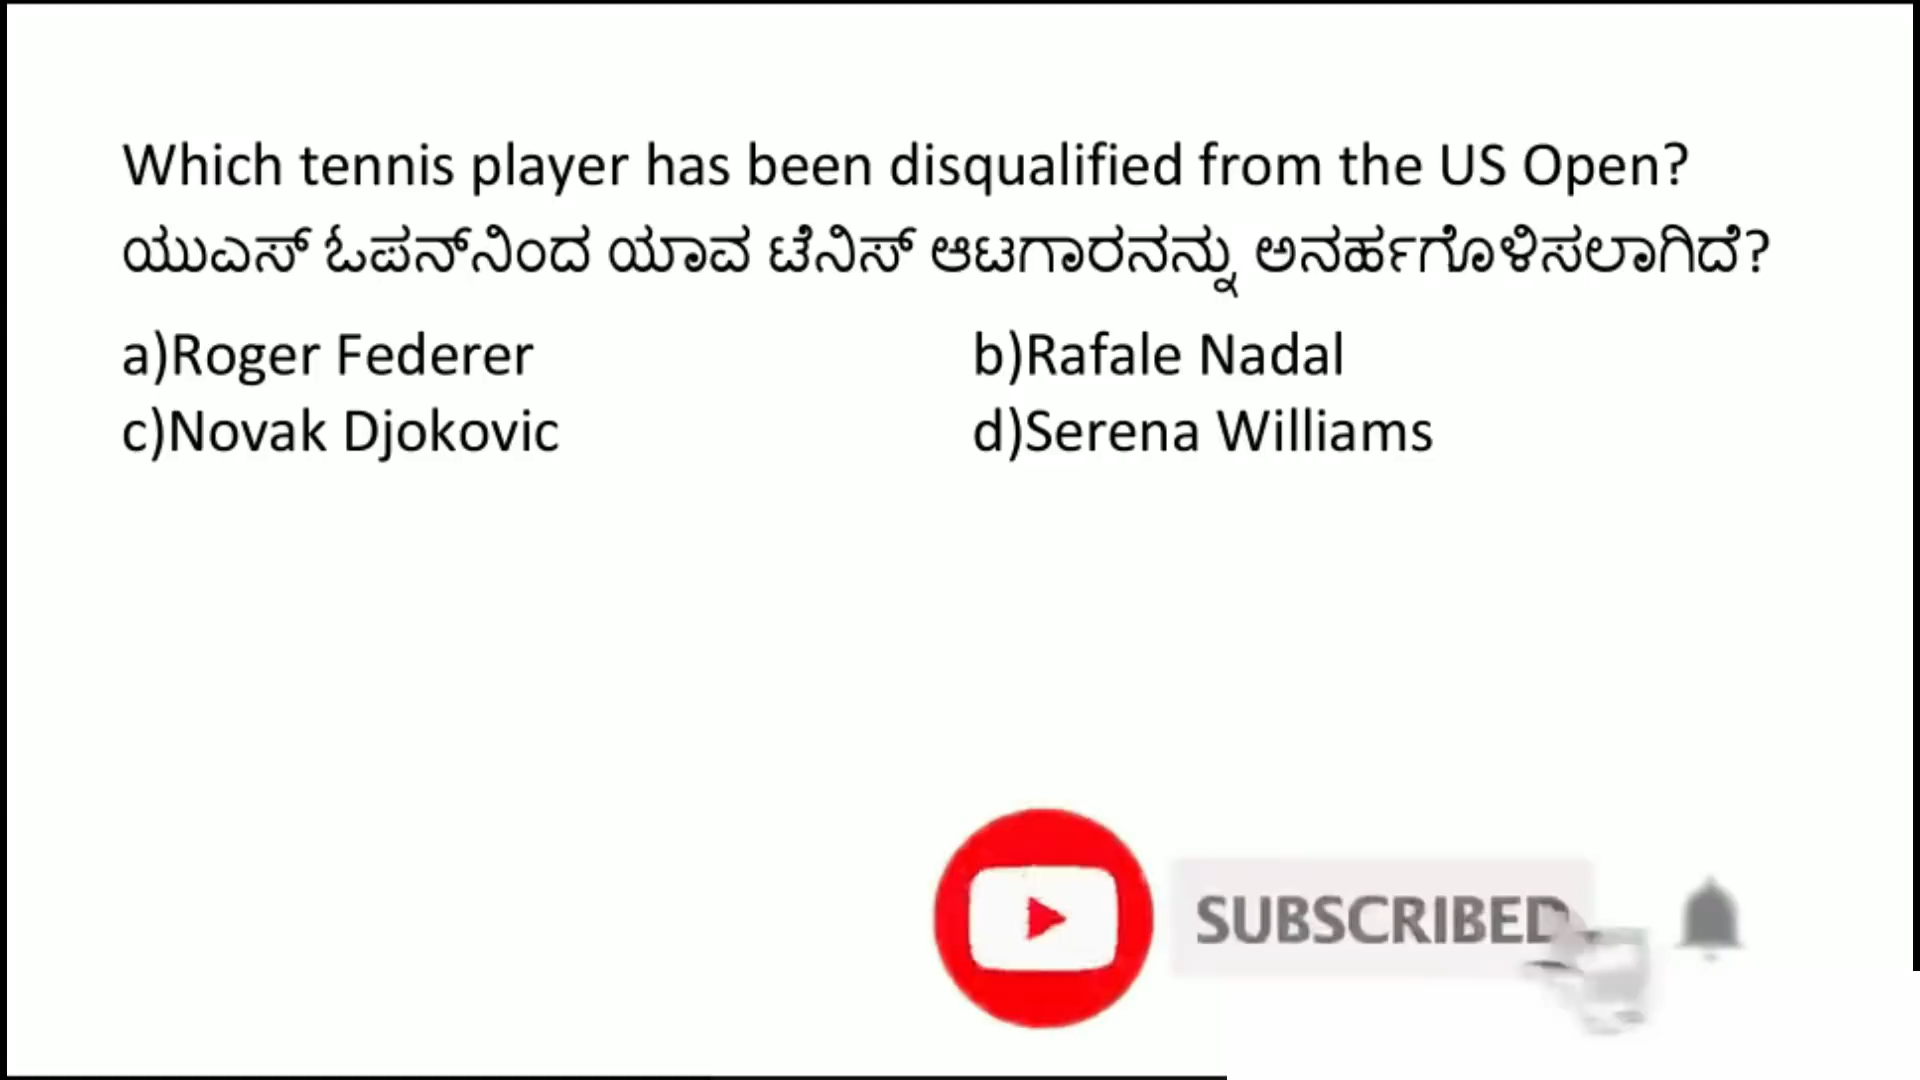 Which tennis player has been disqualified from the US Open?
ಯುಎಸ್ ಓಪನ್‌ನಿಂದ ಯಾವ ಟೆನಿಸ್ ಆಟಗಾರನನ್ನು ಅನರ್ಹಗೊಳಿಸಲಾಗಿದೆ?
a)Roger Federer b)Rafale Nadal
c)Novak Djokovic d)Serena Williams
SUBSCRIBED